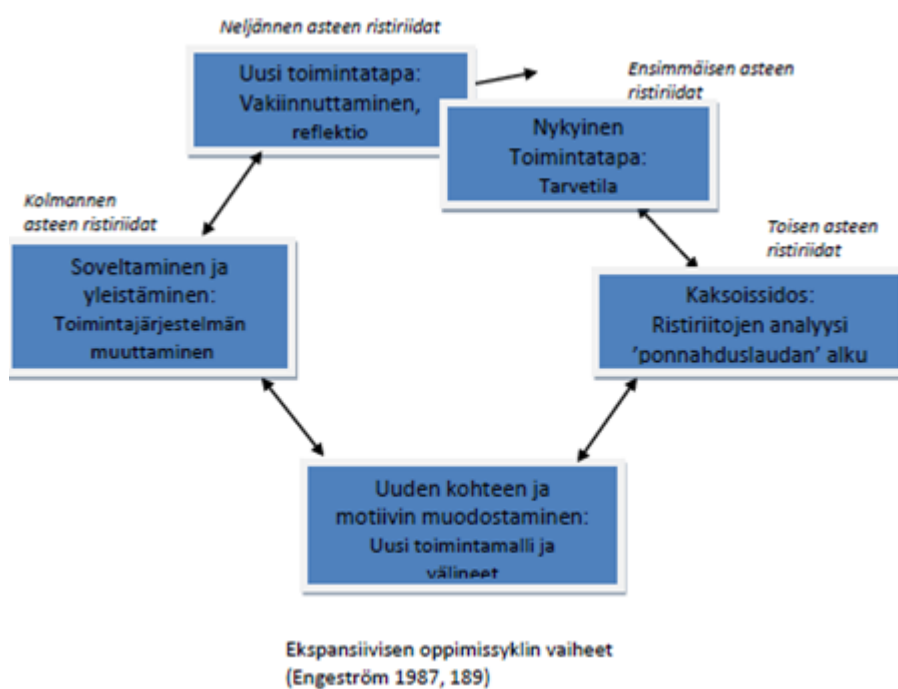 Neljännen asteen ristiriidat
Uusi toimintatapa:
Vakiinnuttaminen,
reflektio
Ensimmäisen asteen
ristiriidat
Nykyinen
Toimintatapa:
Tarvetila
Toisen asteen
ristiriidat
Kaksoissidos:
Ristiriitojen analyysi
’ponnahduslaudan’ alku
Uuden kohteen ja
motiivin muodostaminen:
Uusi toimintamalli ja
välineet
Kolmannen
asteen ristiriidat
Soveltaminen ja
yleistäminen:
Toimintajärjestelmän
muuttaminen
Ekspansiivisen oppimissyklin vaiheet
(Engeström 1987, 189)